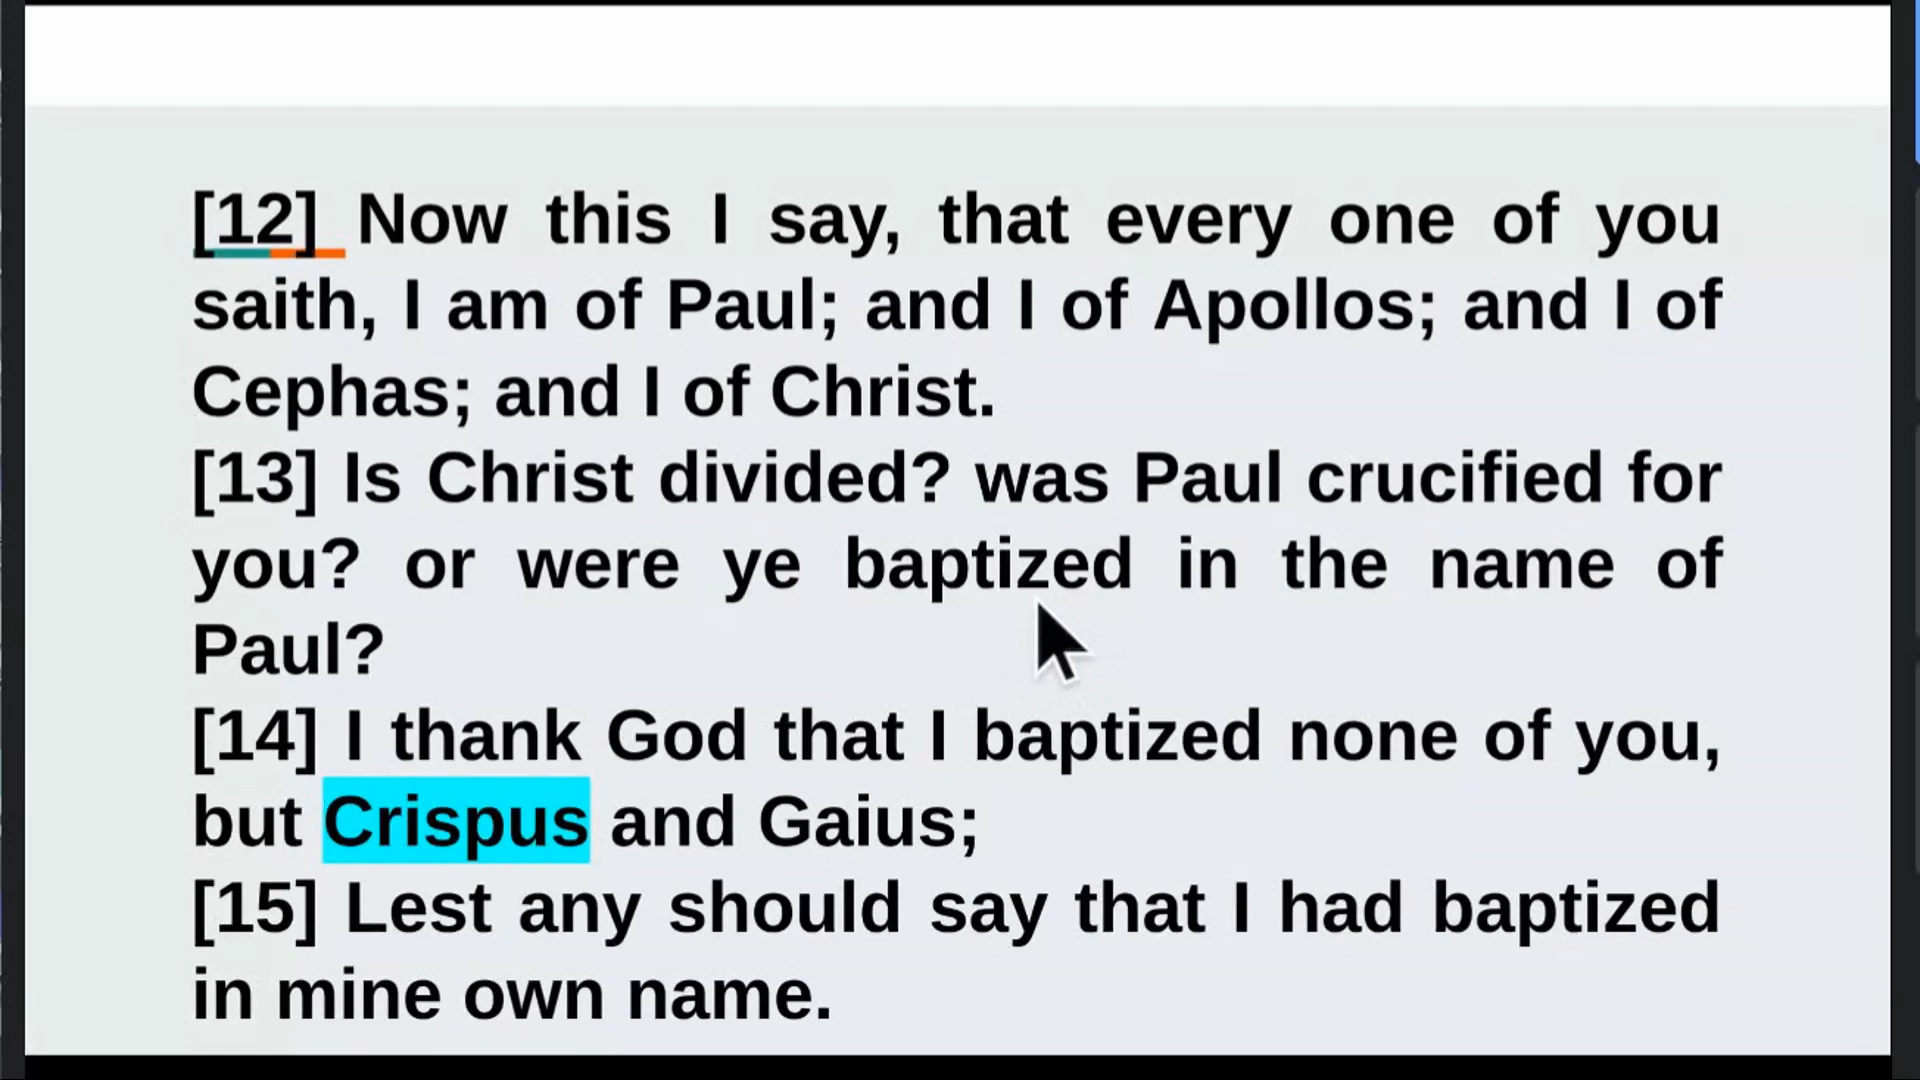 [12] Now this I say, that every one of you
saith, I am of Paul; and I of Apollos; and I of
Cephas; and I of Christ.
[13] Is Christ divided? was Paul crucified for
you? or were ye baptized in the name of
Paul?
[14] I thank God that I baptized none of you,
but Crispus and Gaius;
[15] Lest any should say that I had baptized
in mine own name.